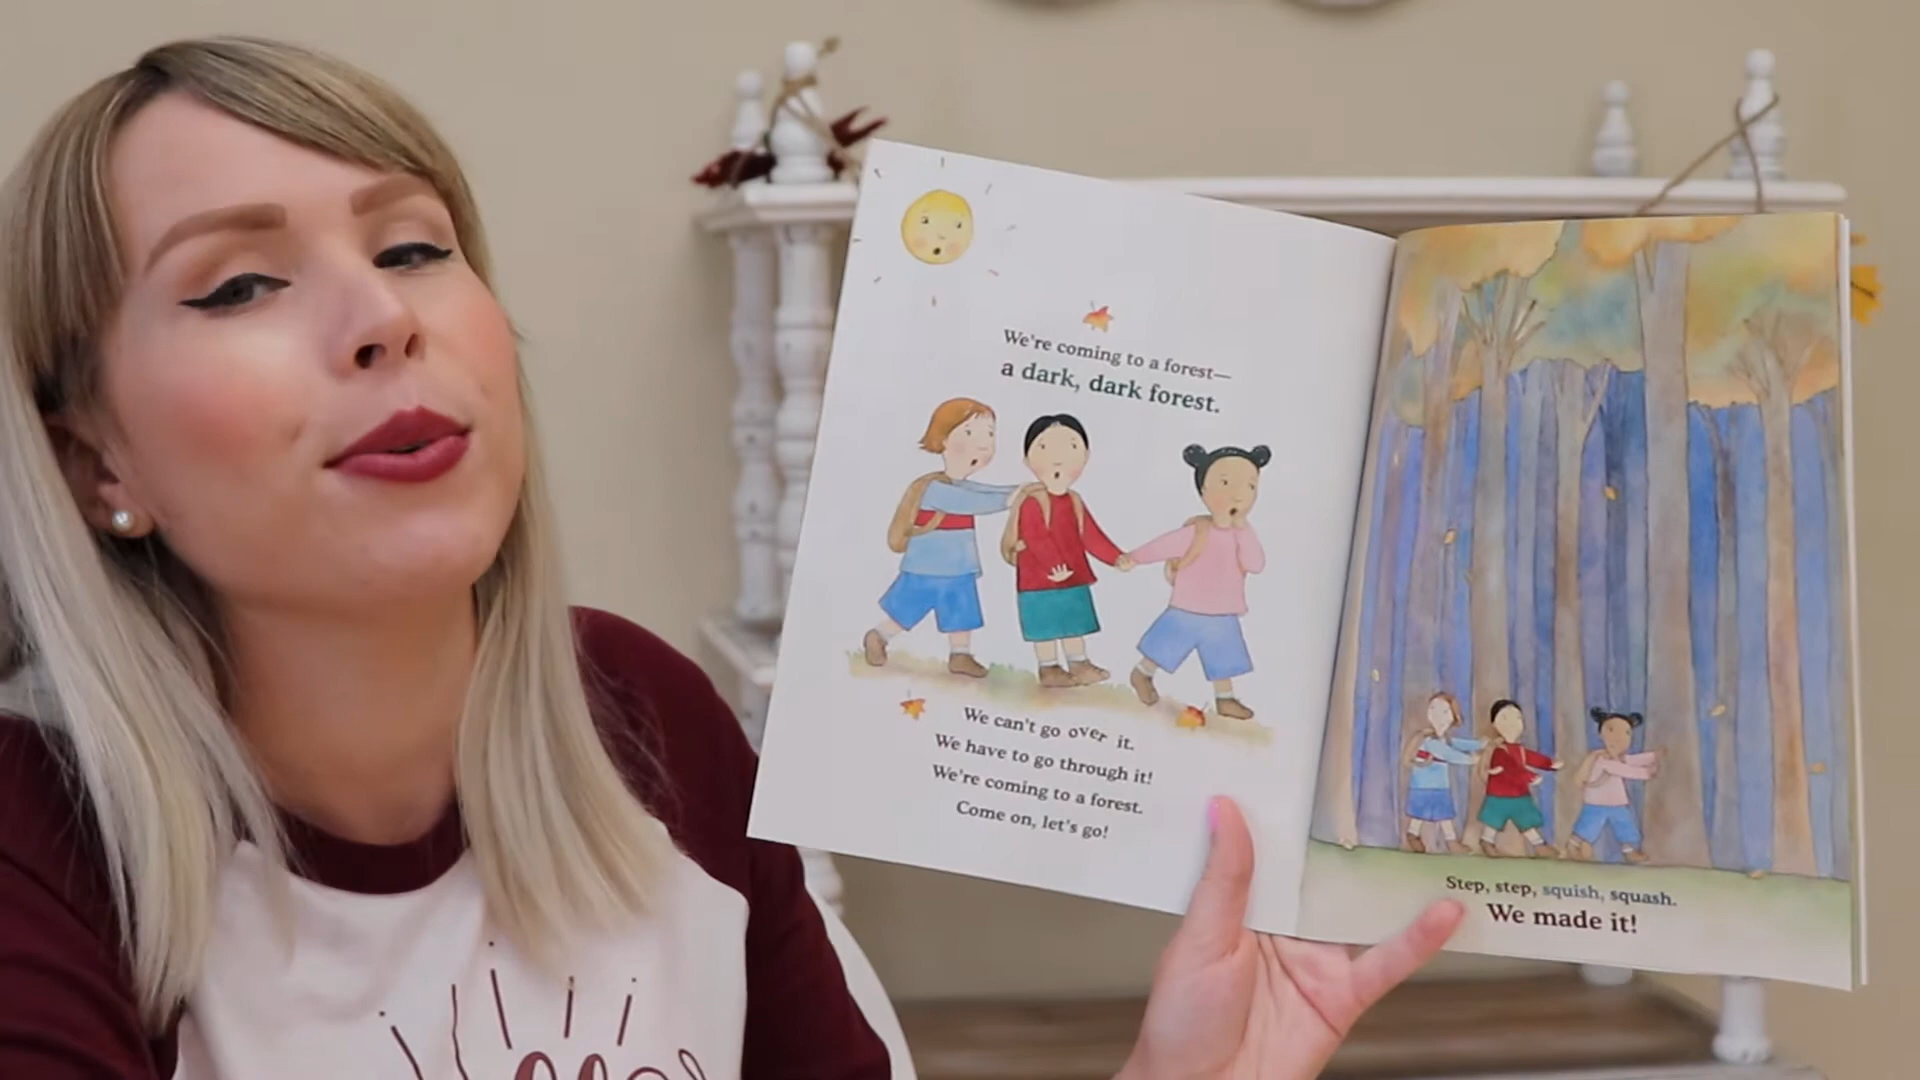 We're coming to a forest—
a dark, dark forest.
We can't go over it.
We have to go through it!
We're coming to a forest.
Come on, let's go!
Step, step, squish, squash.
We made it!